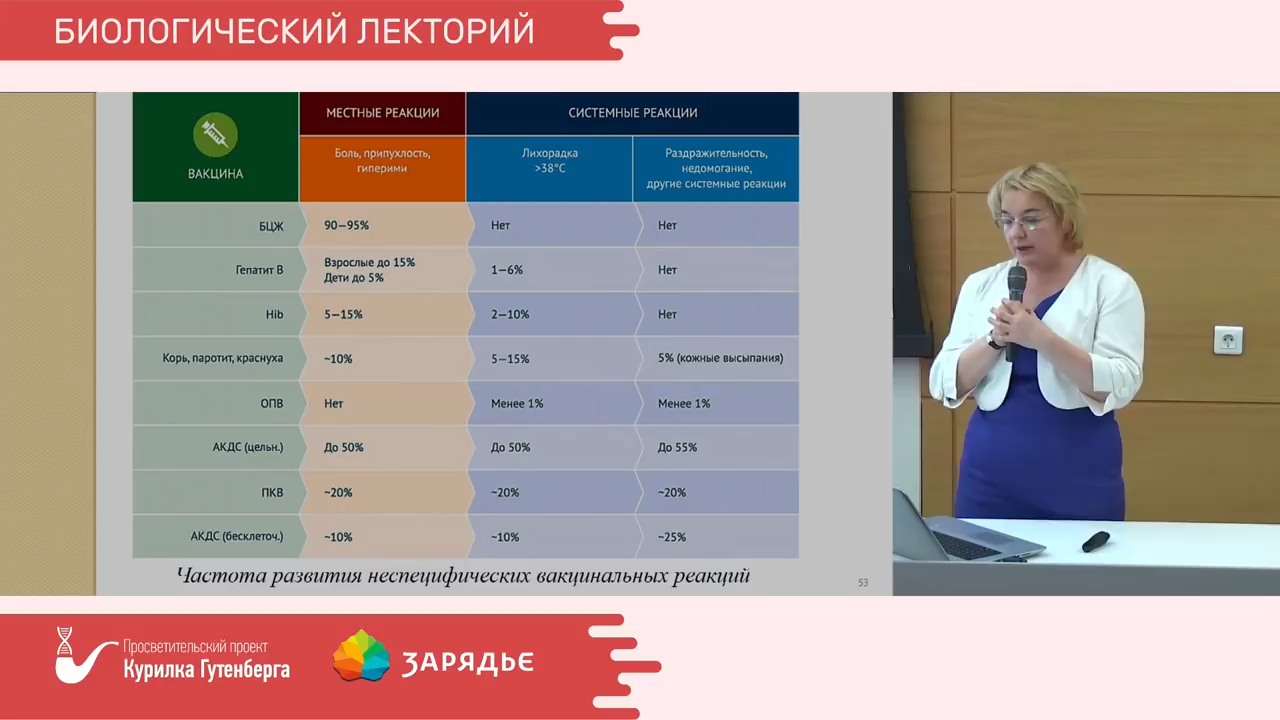 БИОЛОГИЧЕСКИЙ ЛЕКТОРИЙ
МЕСТНЫЕ РЕАКЦИИ
СИСТЕМНЫЕ РЕАКЦИИ
ВАКЦИНА
Боль, припухлость,
гиперими
Лихорадка
>38°C
Раздражительность,
недомогание,
другие системные реакции
БЦЖ
90—95%
Нет
Нет
Гепатит В
Взрослые до 15%
Дети до 5%
1—6%
Нет
Hib
5—15%
2—10%
Нет
Корь, паротит, краснуха
~10%
5—15%
5% (кожные высыпания)
ОПВ
Нет
Менее 1%
Менее 1%
АКДС (цельн.)
До 50%
До 50%
До 55%
ПКВ
~20%
~20%
~20%
АКДС (бесклеточ.)
~10%
~10%
~25%
Частота развития неспецифических вакцинальных реакций
53
Просветительский проект
Курилка Гутенберга
ЗАРЯДЬЕ